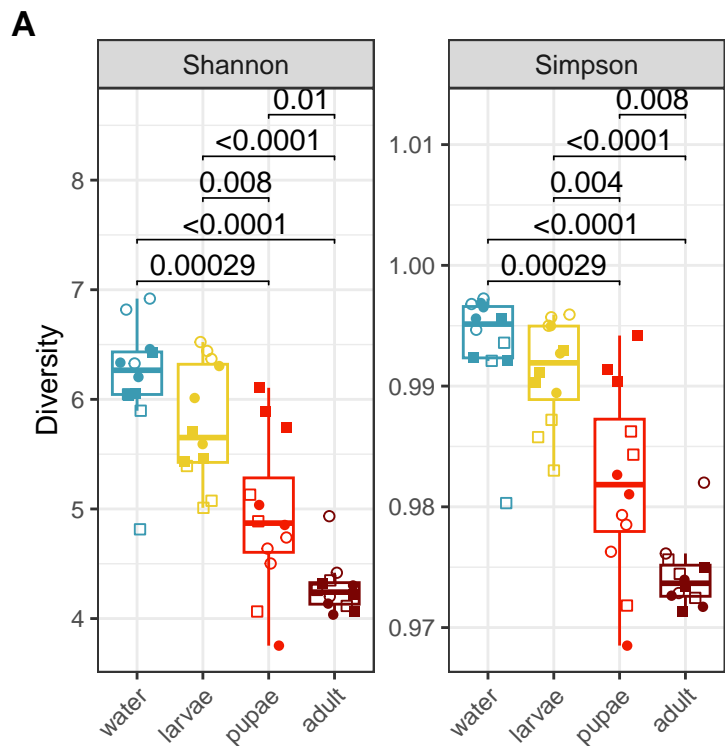 A
Shannon
Simpson
0.01
<0.0001
0.008
<0.0001
0.00029
0.008
<0.0001
0.004
<0.0001
0.00029
8
7
6
5
4
1.01
1.00
0.99
0.98
0.97
Diversity
water
larvae
pupae
adult
water
larvae
pupae
adult